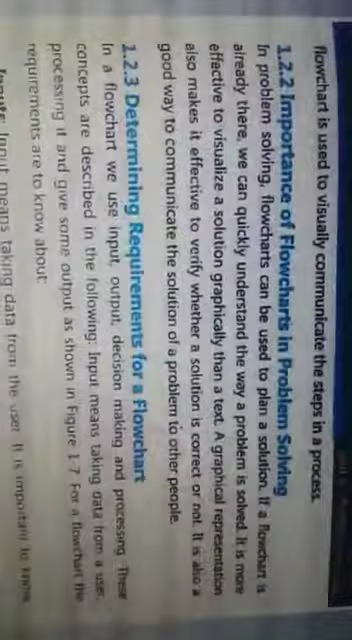 flowchart is used to visually communicate the steps in a process.
1.2.2 Importance of Flowcharts in Problem Solving
In problem solving, flowcharts can be used to plan a solution. If a flowchart is
already there, we can quickly understand the way a problem is solved. It is more
effective to visualize a solution graphically than a text. A graphical representation
also makes it effective to verify whether a solution is correct or not. It is also a
good way to communicate the solution of a problem to other people.
1.2.3 Determining Requirements for a Flowchart
In a flowchart we use input, output, decision making and processing. These
concepts are described in the following: Input means taking data from a user,
processing it and give some output as shown in Figure 1-7. For a flowchart the
requirements are to know about:
Input means taking data from the user. It is important to know